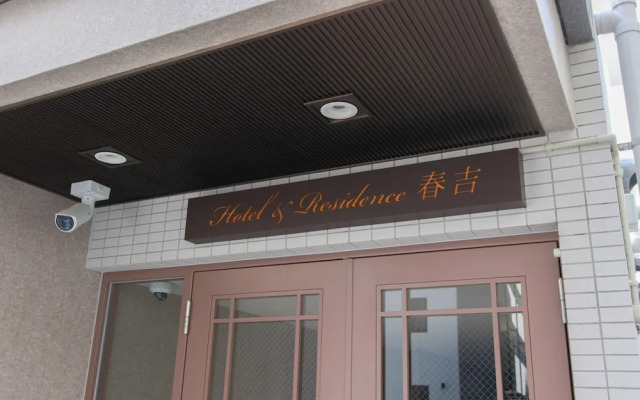 Hotel & Residence 春吉